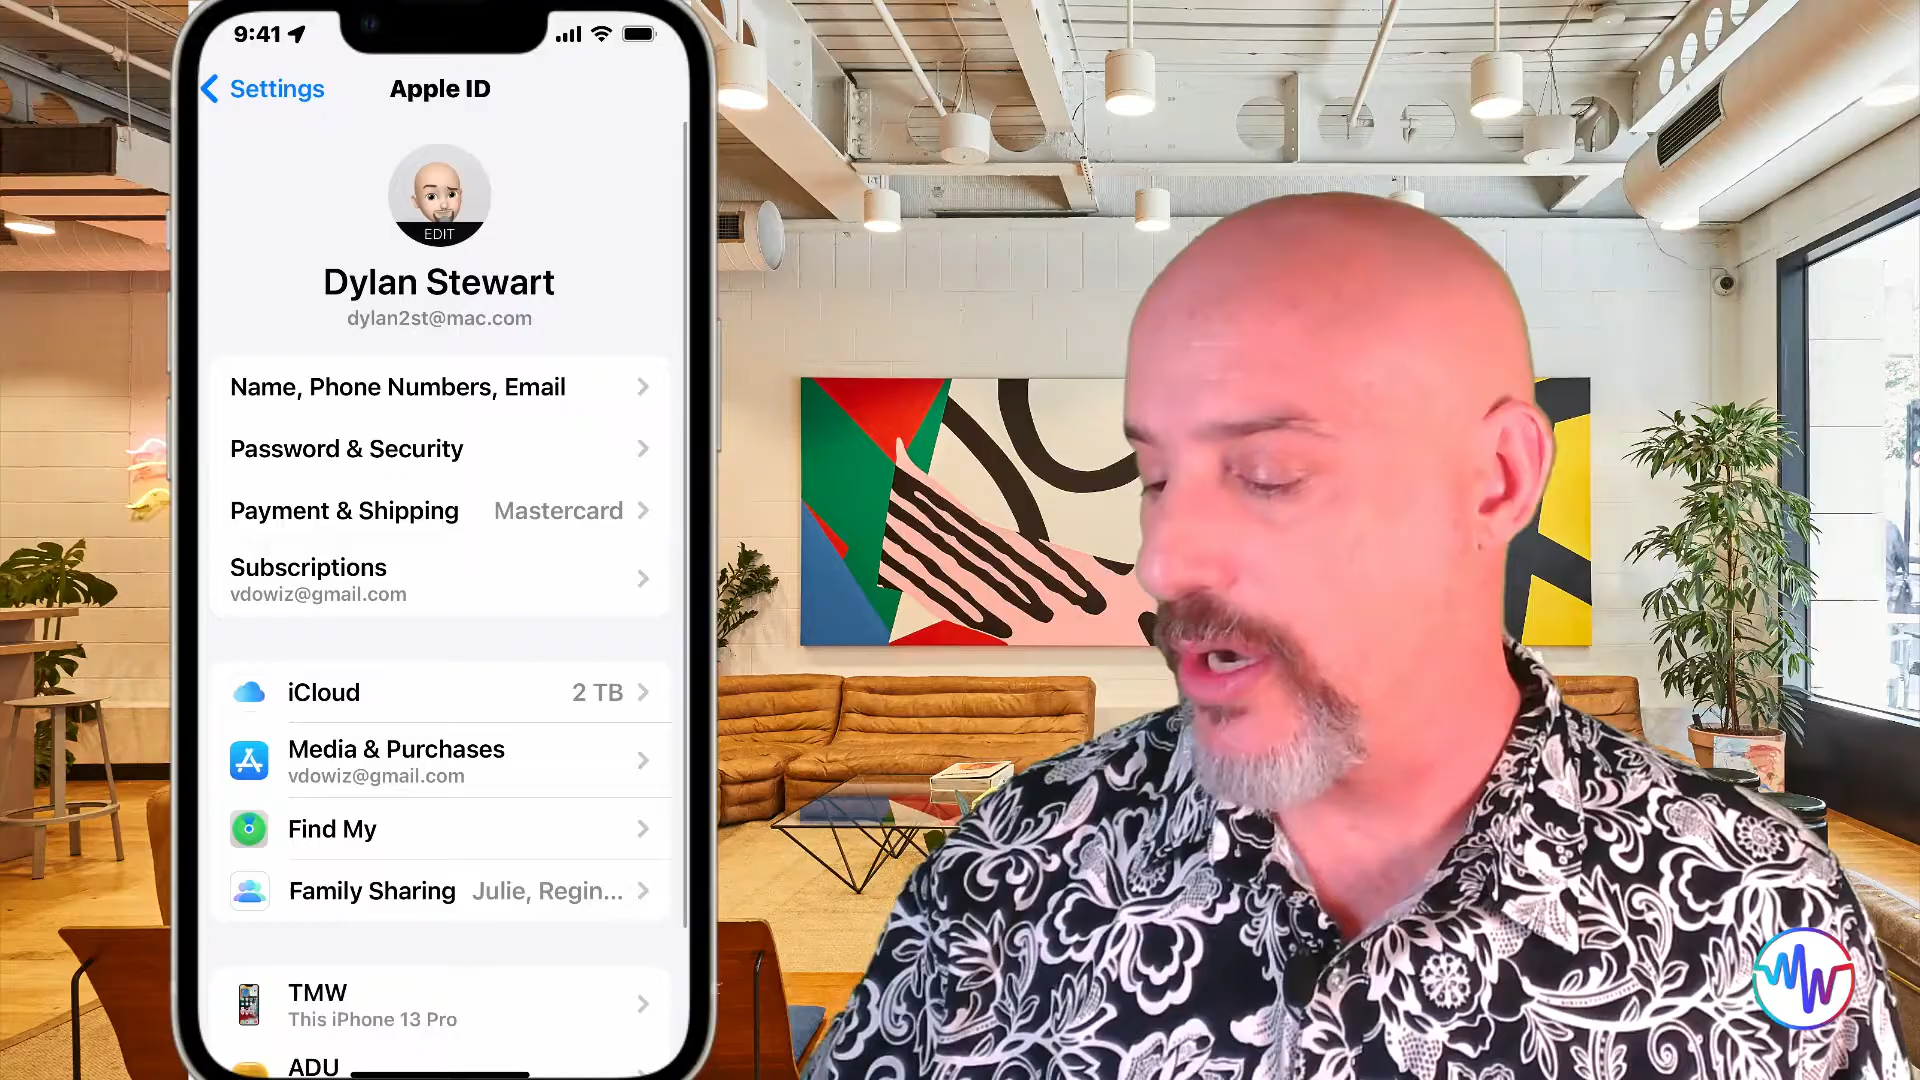 9:41
Settings
Apple ID
EDIT
Dylan Stewart
dylan2st@mac.com
Name, Phone Numbers, Email
Password & Security
Payment & Shipping Mastercard
Subscriptions
vdowiz@gmail.com
iCloud 2 TB
Media & Purchases
vdowiz@gmail.com
Find My
Family Sharing Julie, Regin...
TMW
This iPhone 13 Pro
ADU
MW